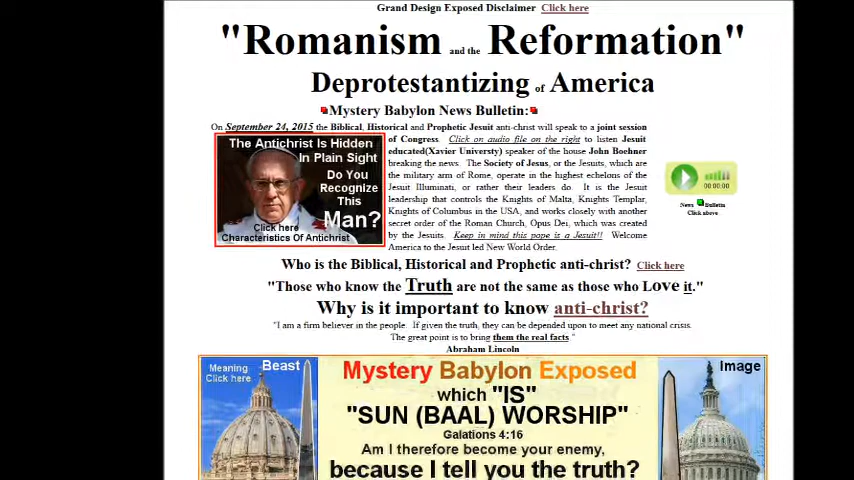 Grand Design Exposed Disclaimer Click here
"Romanism and the Reformation"
Deprotestantizing of America
Mystery Babylon News Bulletin:
On September 24, 2015 the Biblical, Historical and Prophetic Jesuit anti-christ will speak to a joint session
of Congress. Click on audio file on the right to listen Jesuit
educated(Xavier Universty) speaker of the house John Boehner
breaking the news. The Society of Jesus, or the Jesuits, which are
the military arm of Rome, operate in the highest echelons of the
Jesuit Illuminati, or rather their leaders do. It is the Jesuit
leadership that controls the Knights of Malta, Knights Templar,
Knights of Columbus in the USA, and works closely with another
secret order of the Roman Church, Opus Dei, which was created
by the Jesuits. Keep in mind this pope is a Jesuit!! Welcome
America to the Jesuit led New World Order.
The Antichrist Is Hidden
In Plain Sight
Do You
Recognize
This
Man?
Click here
Characteristics Of Antichrist
00:00:00
News Bulletin
Click above
Who is the Biblical, Historical and Prophetic anti-christ? Click here
"Those who know the Truth are not the same as those who Love it."
Why is it important to know anti-christ?
"I am a firm believer in the people. If given the truth, they can be depended upon to meet any national crisis.
The great point is to bring them the real facts."
Abraham Lincoln
Meaning
Click here
Beast
Mystery Babylon Exposed
which "IS"
"SUN (BAAL) WORSHIP"
Galations 4:16
Am I therefore become your enemy,
because I tell you the truth?
Image